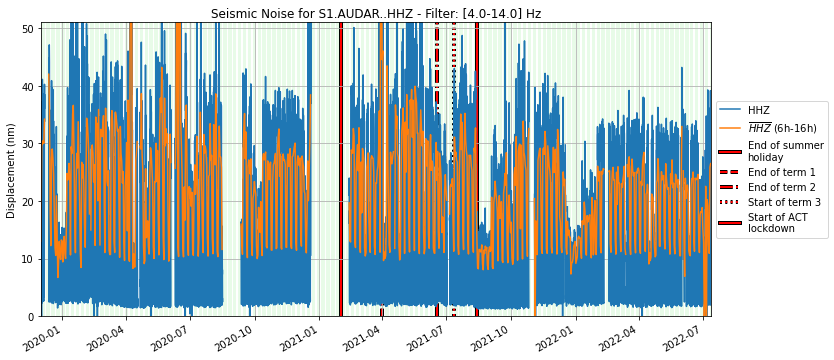 Seismic Noise for S1.AUDAR..HHZ - Filter: [4.0-14.0] Hz
50
40
30
20
10
0
Displacement (nm)
2020-01
2020-04
2020-07
2020-10
2021-01
2021-04
2021-07
2021-10
2022-01
2022-04
2022-07
HHZ
HHZ (6h-16h)
End of summer
holiday
End of term 1
End of term 2
Start of term 3
Start of ACT
lockdown